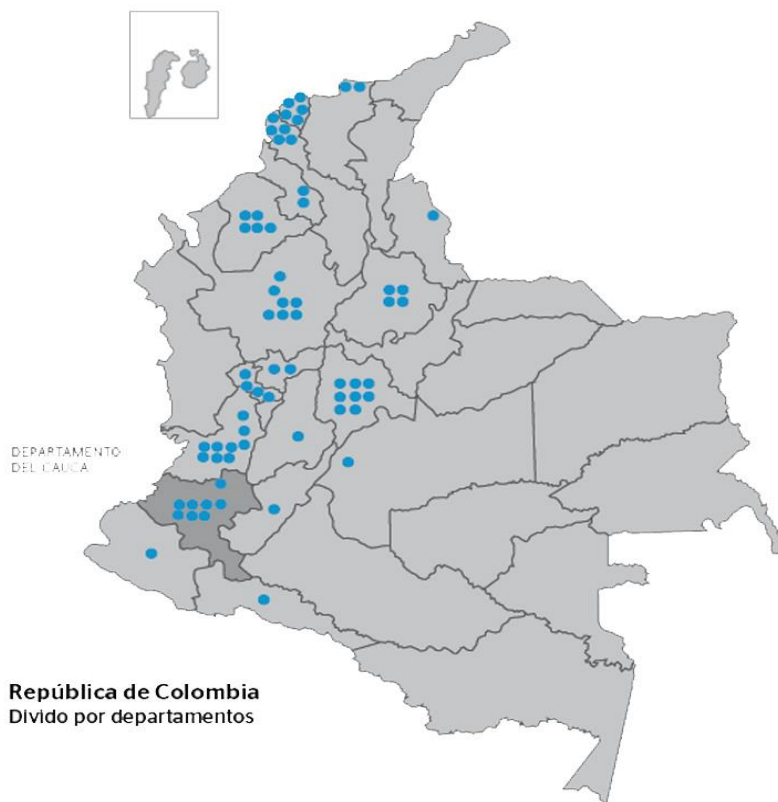 DEPARTAMENTO
DEL CAUCA
República de Colombia
Divido por departamentos